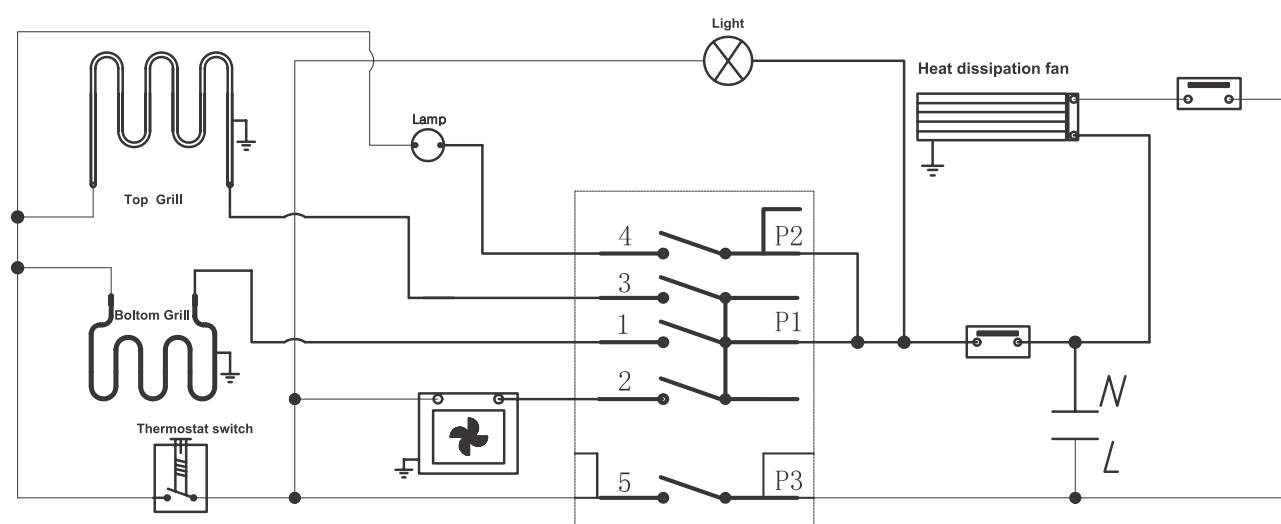 Light
Heat dissipation fan
Lamp
Top Grill
4
P2
3
Boltom Grill
1
P1
2
N
Thermostat switch
L
5
P3